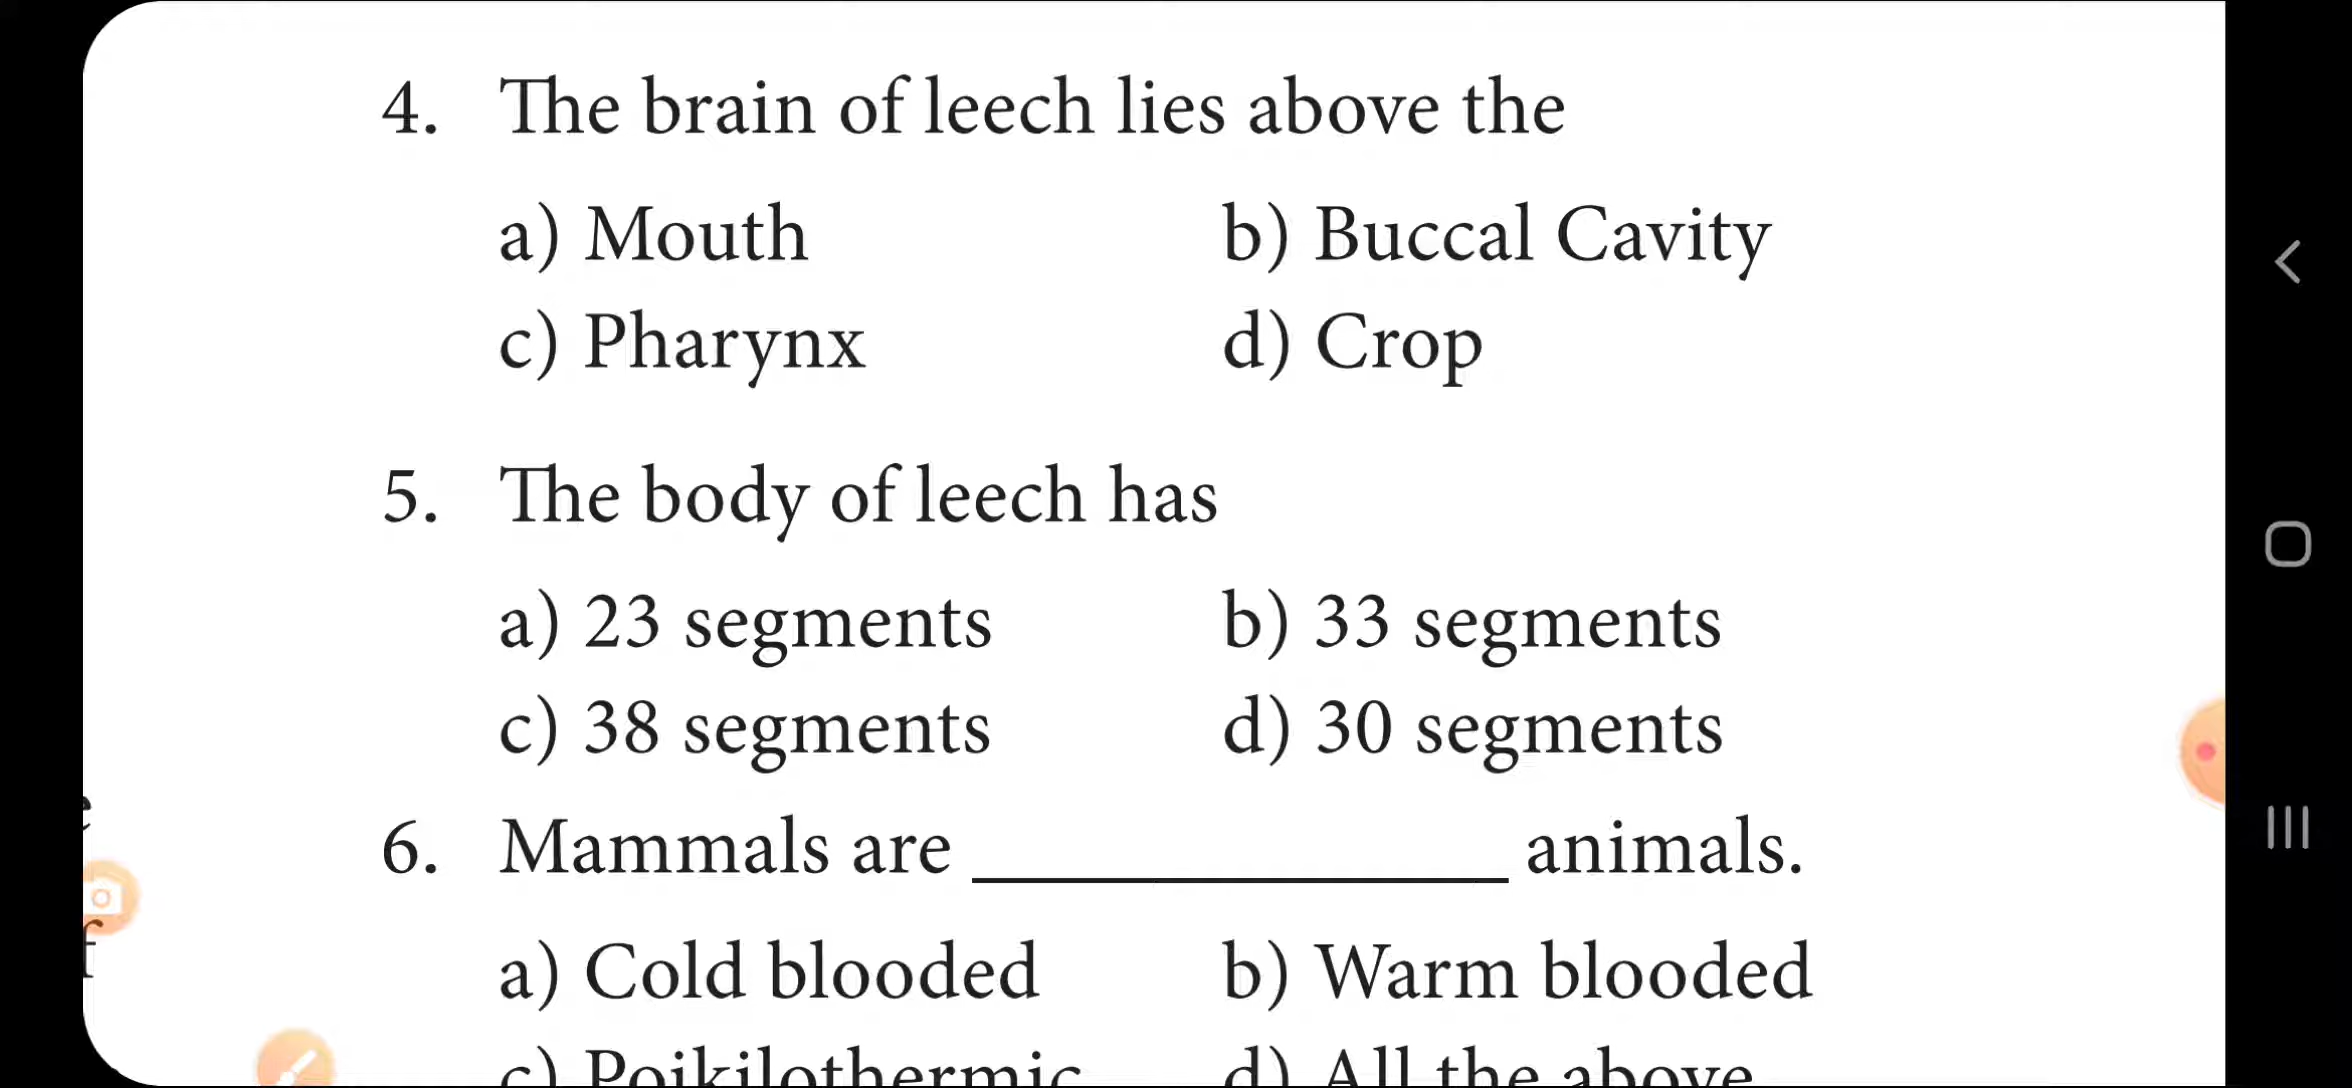 4. The brain of leech lies above the
a) Mouth b) Buccal Cavity
c) Pharynx d) Crop
5. The body of leech has
a) 23 segments b) 33 segments
c) 38 segments d) 30 segments
6. Mammals are ____________ animals.
a) Cold blooded b) Warm blooded
c) Poikilothermic d) All the above